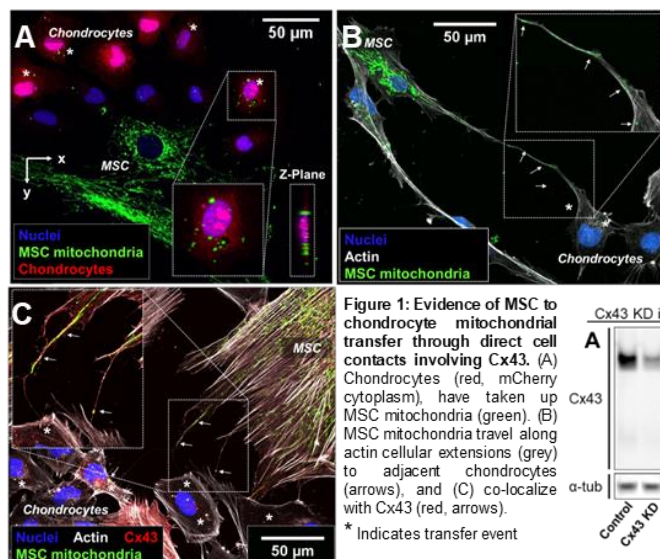 A
Chondrocytes
50 µm
*
*
*
*
MSC
x
y
Z-Plane
Nuclei
MSC mitochondria
Chondrocytes
B
MSC
50 µm
*
*
Nuclei
Actin
MSC mitochondria
Chondrocytes
C
MSC
*
*
*
*
Chondrocytes
Nuclei Actin Cx43
MSC mitochondria
50 µm
Figure 1: Evidence of MSC to
chondrocyte mitochondrial
transfer through direct cell
contacts involving Cx43. (A)
Chondrocytes (red, mCherry
cytoplasm), have taken up
MSC mitochondria (green). (B)
MSC mitochondria travel along
actin cellular extensions (grey)
to adjacent chondrocytes
(arrows), and (C) co-localize
with Cx43 (red, arrows).
* Indicates transfer event
Cx43 KD i
A
Cx43
α-tub
Control
Cx43 KD